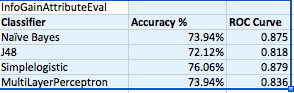 InfoGainAttributeEval
Classifier Accuracy % ROC Curve
Naïve Bayes 73.94% 0.875
J48 72.12% 0.818
Simplelogistic 76.06% 0.879
MultiLayerPerceptron 73.94% 0.836